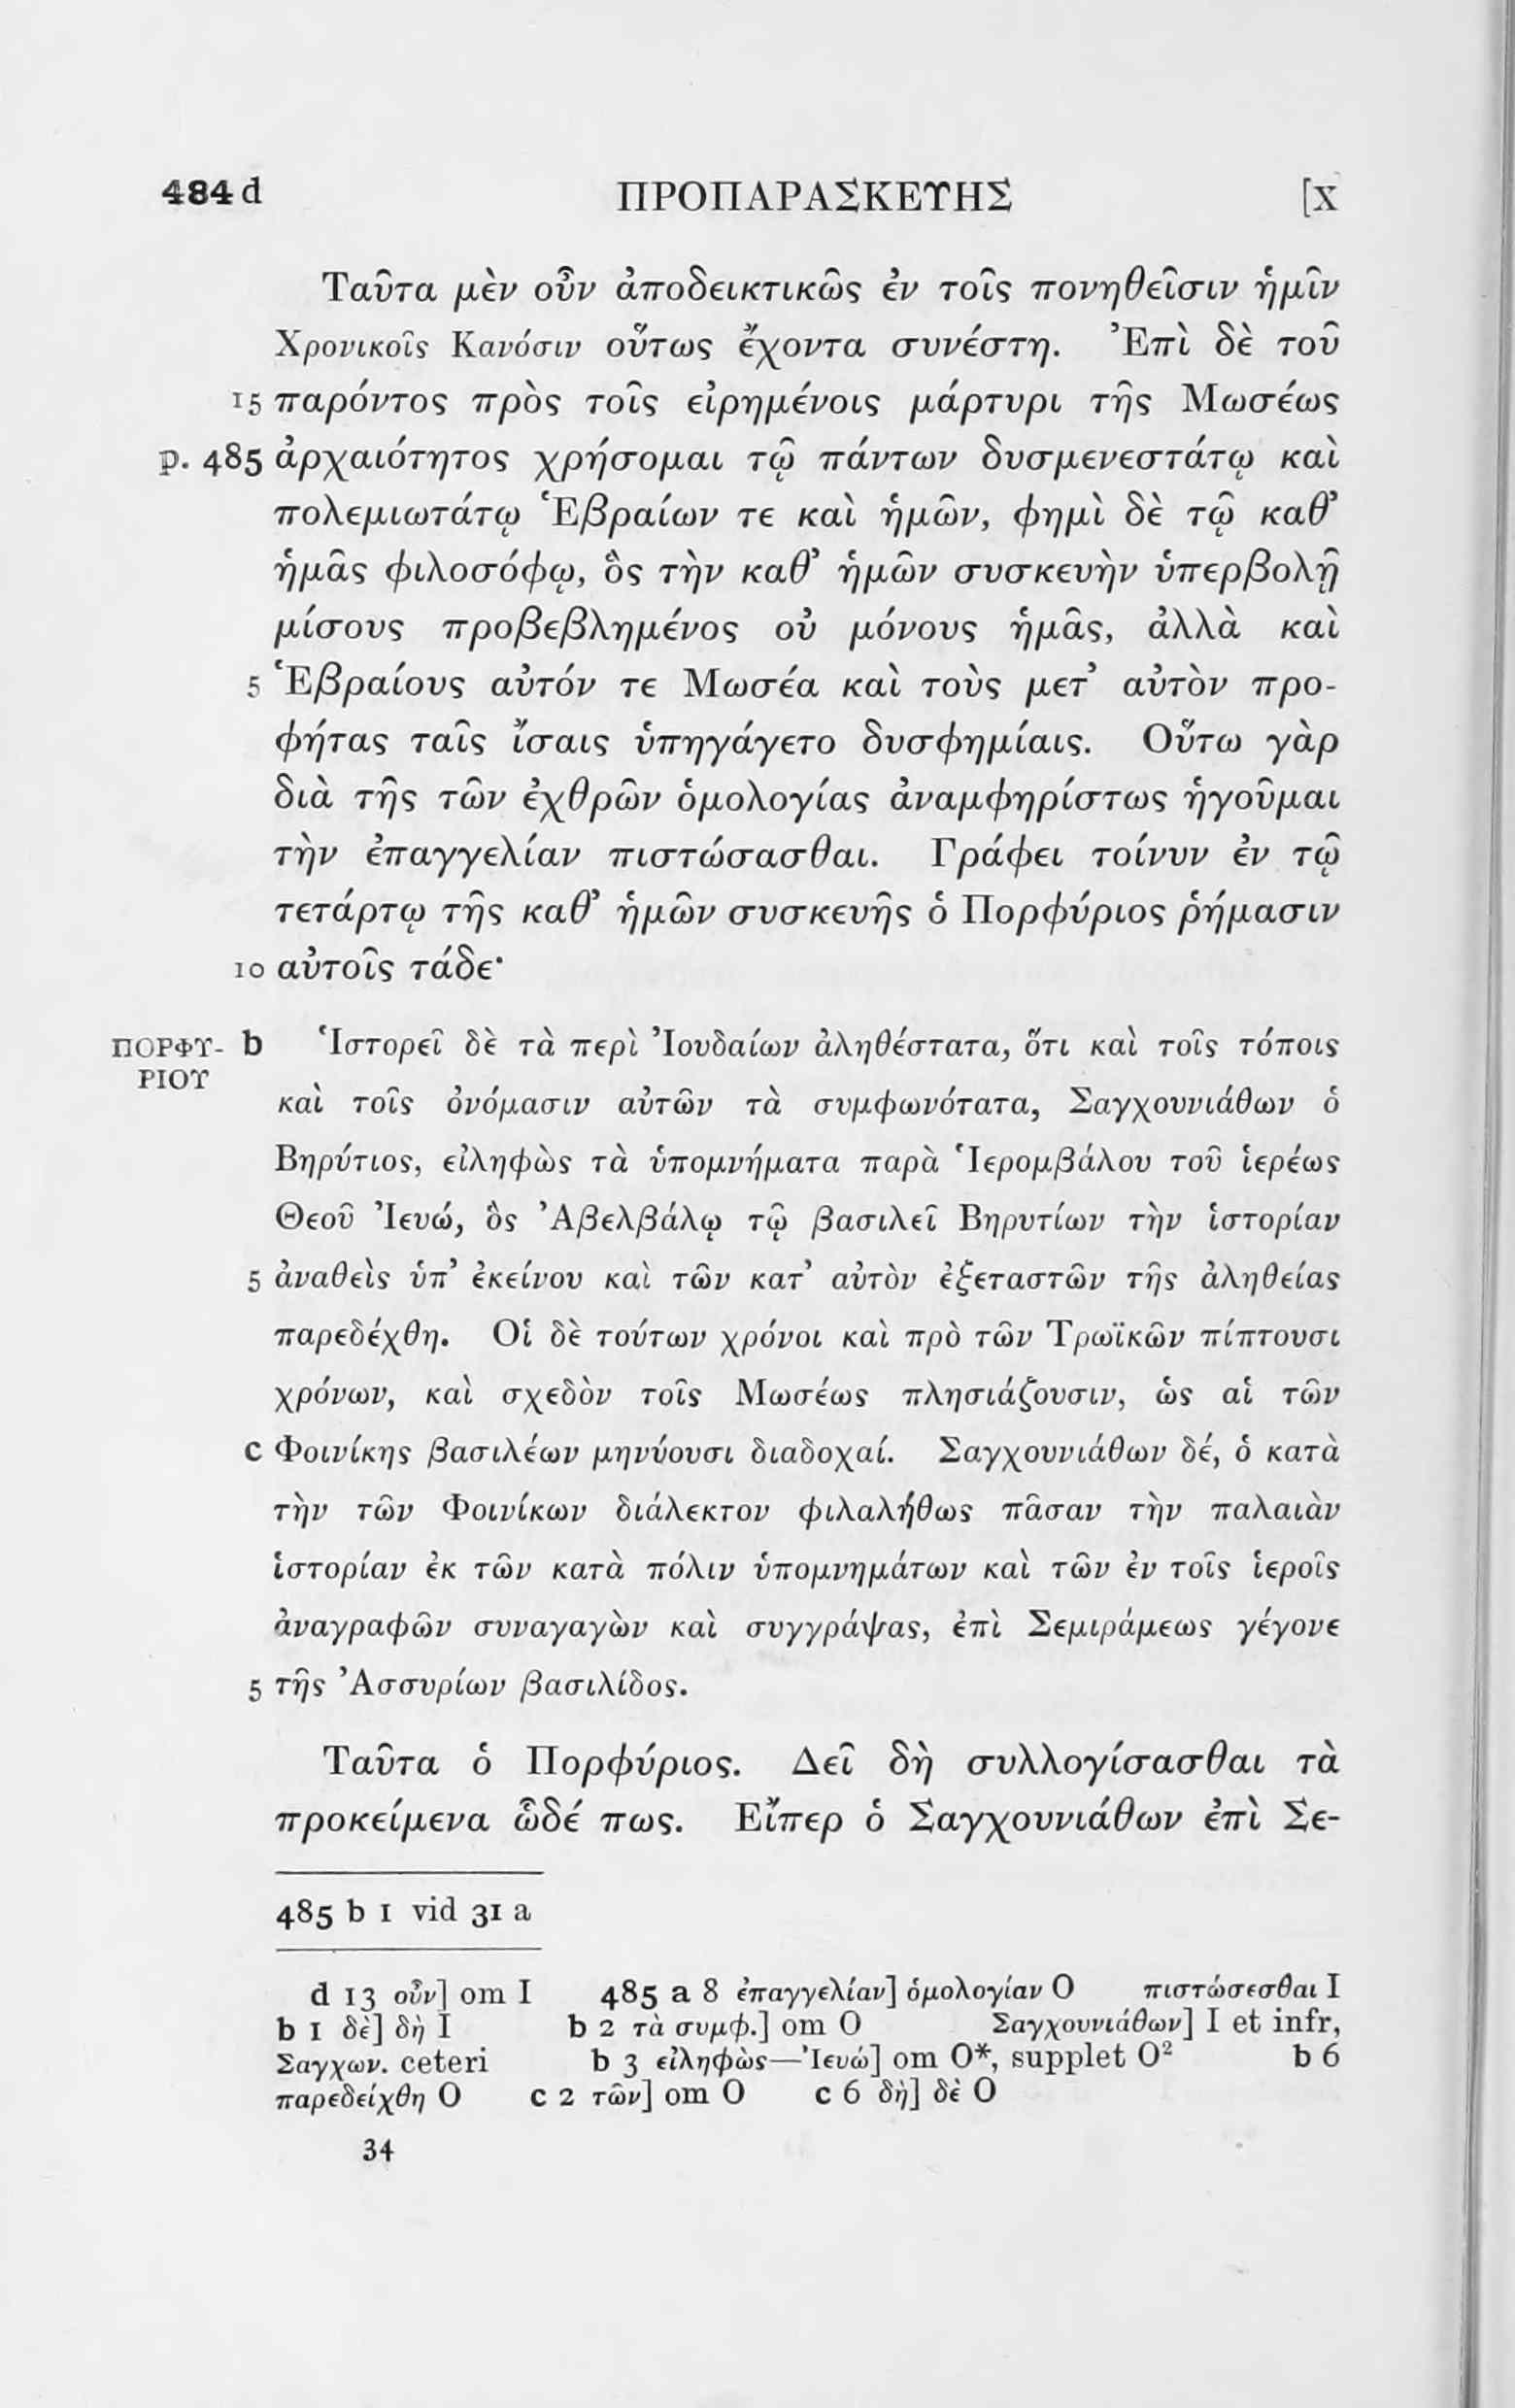 484 d ΠΡΟΠΑΡΑΣΚΕΥΗΣ [X
Ταῦτα μὲν οὖν ἀποδεικτικῶς ἐν τοῖς πονηθεῖσιν ἡμῖν
Χρονικοῖς Κανόσιν οὕτως ἔχοντα συνέστη. Ἐπὶ δὲ τοῦ
15 παρόντος πρὸς τοῖς εἰρημένοις μάρτυρι τῆς Μωσέως
p. 485 ἀρχαιότητος χρήσομαι τῷ πάντων δυσμενεστάτῳ καὶ
πολεμιωτάτῳ Ἑβραίων τε καὶ ἡμῶν, φημὶ δὲ τῷ καθ’
ἡμᾶς φιλοσόφῳ, ὃς τὴν καθ’ ἡμῶν συσκευὴν ὑπερβολῇ
μίσους προβεβλημένος οὐ μόνους ἡμᾶς, ἀλλὰ καὶ
5 Ἑβραίους αὐτόν τε Μωσέα καὶ τοὺς μετ’ αὐτὸν προ-
φήτας ταῖς ἴσαις ὑπηγάγετο δυσφημίαις. Οὕτω γὰρ
διὰ τῆς τῶν ἐχθρῶν ὁμολογίας ἀναμφηρίστως ἡγοῦμαι
τὴν ἐπαγγελίαν πιστώσασθαι. Γράφει τοίνυν ἐν τῷ
τετάρτῳ τῆς καθ’ ἡμῶν συσκευῆς ὁ Πορφύριος ῥήμασιν
10 αὐτοῖς τάδε·
ΠΟΡΦΥ- b Ἱστορεῖ δὲ τὰ περὶ Ἰουδαίων ἀληθέστατα, ὅτι καὶ τοῖς τόποις
ΡΙΟΥ
καὶ τοῖς ὀνόμασιν αὐτῶν τὰ συμφωνότατα, Σαγχουνιάθων ὁ
Βηρύτιος, εἰληφὼς τὰ ὑπομνήματα παρὰ Ἱερομβάλου τοῦ ἱερέως
Θεοῦ Ἰευώ, ὃς Ἀβελβάλῳ τῷ βασιλεῖ Βηρυτίων τὴν ἱστορίαν
5 ἀναθεὶς ὑπ’ ἐκείνου καὶ τῶν κατ’ αὐτὸν ἐξεταστῶν τῆς ἀληθείας
παρεδέχθη. Οἱ δὲ τούτων χρόνοι καὶ πρὸ τῶν Τρωϊκῶν πίπτουσι
χρόνων, καὶ σχεδὸν τοῖς Μωσέως πλησιάζουσιν, ὡς αἱ τῶν
c Φοινίκης βασιλέων μηνύουσι διαδοχαί. Σαγχουνιάθων δέ, ὁ κατὰ
τὴν τῶν Φοινίκων διάλεκτον φιλαλήθως πᾶσαν τὴν παλαιὰν
ἱστορίαν ἐκ τῶν κατὰ πόλιν ὑπομνημάτων καὶ τῶν ἐν τοῖς ἱεροῖς
ἀναγραφῶν συναγαγὼν καὶ συγγράψας, ἐπὶ Σεμιράμεως γέγονε
5 τῆς Ἀσσυρίων βασιλίδος.
Ταῦτα ὁ Πορφύριος. Δεῖ δὴ συλλογίσασθαι τὰ
προκείμενα ὧδέ πως. Εἴπερ ὁ Σαγχουνιάθων ἐπὶ Σε-
485 b 1 vid 31 a
d 13 οὖν] om I 485 a 8 ἐπαγγελίαν] ὁμολογίαν O πιστώσεσθαι I
b 1 δὲ] δὴ I b 2 τὰ συμφ.] om O Σαγχουνιάθων] I et infr,
Σαγχων. ceteri b 3 εἰληφὼς—Ἰευώ] om O*, supplet O² b 6
παρεδείχθη O c 2 τῶν] om O c 6 δὴ] δὲ O
34